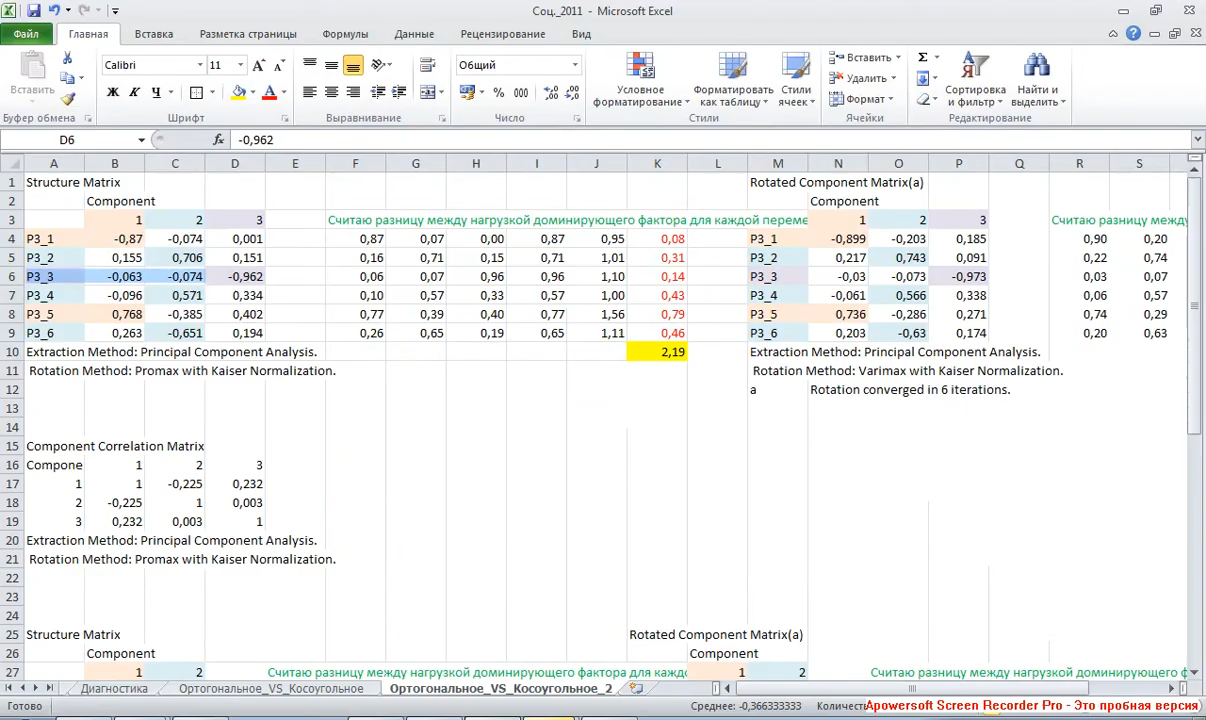 Соц._2011 - Microsoft Excel
Файл Главная Вставка Разметка страницы Формулы Данные Рецензирование Вид
Calibri 11 Общий Вставить Σ
Вставить Ж К Ч А % 000 Условное форматирование Форматировать как таблицу Стили ячеек Удалить Формат Сортировка и фильтр Найти и выделить
Буфер обмена Шрифт Выравнивание Число Стили Ячейки Редактирование
D6 fx -0,962
A B C D E F G H I J K L M N O P Q R S
1 Structure Matrix Rotated Component Matrix(a)
2 Component Component
3 1 2 3 Считаю разницу между нагрузкой доминирующего фактора для каждой переме 1 2 3 Считаю разницу между
4 P3_1 -0,87 -0,074 0,001 0,87 0,07 0,00 0,87 0,95 0,08 P3_1 -0,899 -0,203 0,185 0,90 0,20
5 P3_2 0,155 0,706 0,151 0,16 0,71 0,15 0,71 1,01 0,31 P3_2 0,217 0,743 0,091 0,22 0,74
6 P3_3 -0,063 -0,074 -0,962 0,06 0,07 0,96 0,96 1,10 0,14 P3_3 -0,03 -0,073 -0,973 0,03 0,07
7 P3_4 -0,096 0,571 0,334 0,10 0,57 0,33 0,57 1,00 0,43 P3_4 -0,061 0,566 0,338 0,06 0,57
8 P3_5 0,768 -0,385 0,402 0,77 0,39 0,40 0,77 1,56 0,79 P3_5 0,736 -0,286 0,271 0,74 0,29
9 P3_6 0,263 -0,651 0,194 0,26 0,65 0,19 0,65 1,11 0,46 P3_6 0,203 -0,63 0,174 0,20 0,63
10 Extraction Method: Principal Component Analysis. 2,19 Extraction Method: Principal Component Analysis.
11 Rotation Method: Promax with Kaiser Normalization. Rotation Method: Varimax with Kaiser Normalization.
12 a Rotation converged in 6 iterations.
13
14
15 Component Correlation Matrix
16 Compone 1 2 3
17 1 1 -0,225 0,232
18 2 -0,225 1 0,003
19 3 0,232 0,003 1
20 Extraction Method: Principal Component Analysis.
21 Rotation Method: Promax with Kaiser Normalization.
22
23
24
25 Structure Matrix Rotated Component Matrix(a)
26 Component Component
27 1 2 Считаю разницу между нагрузкой доминирующего фактора для кажд 1 2 Считаю разницу между нагрузкой доминирующего ф
Диагностика Ортогональное_VS_Косоугольное Ортогональное_VS_Косоугольное_2
Готово Среднее: -0,366333333 Количеств
Apowersoft Screen Recorder Pro - Это пробная версия